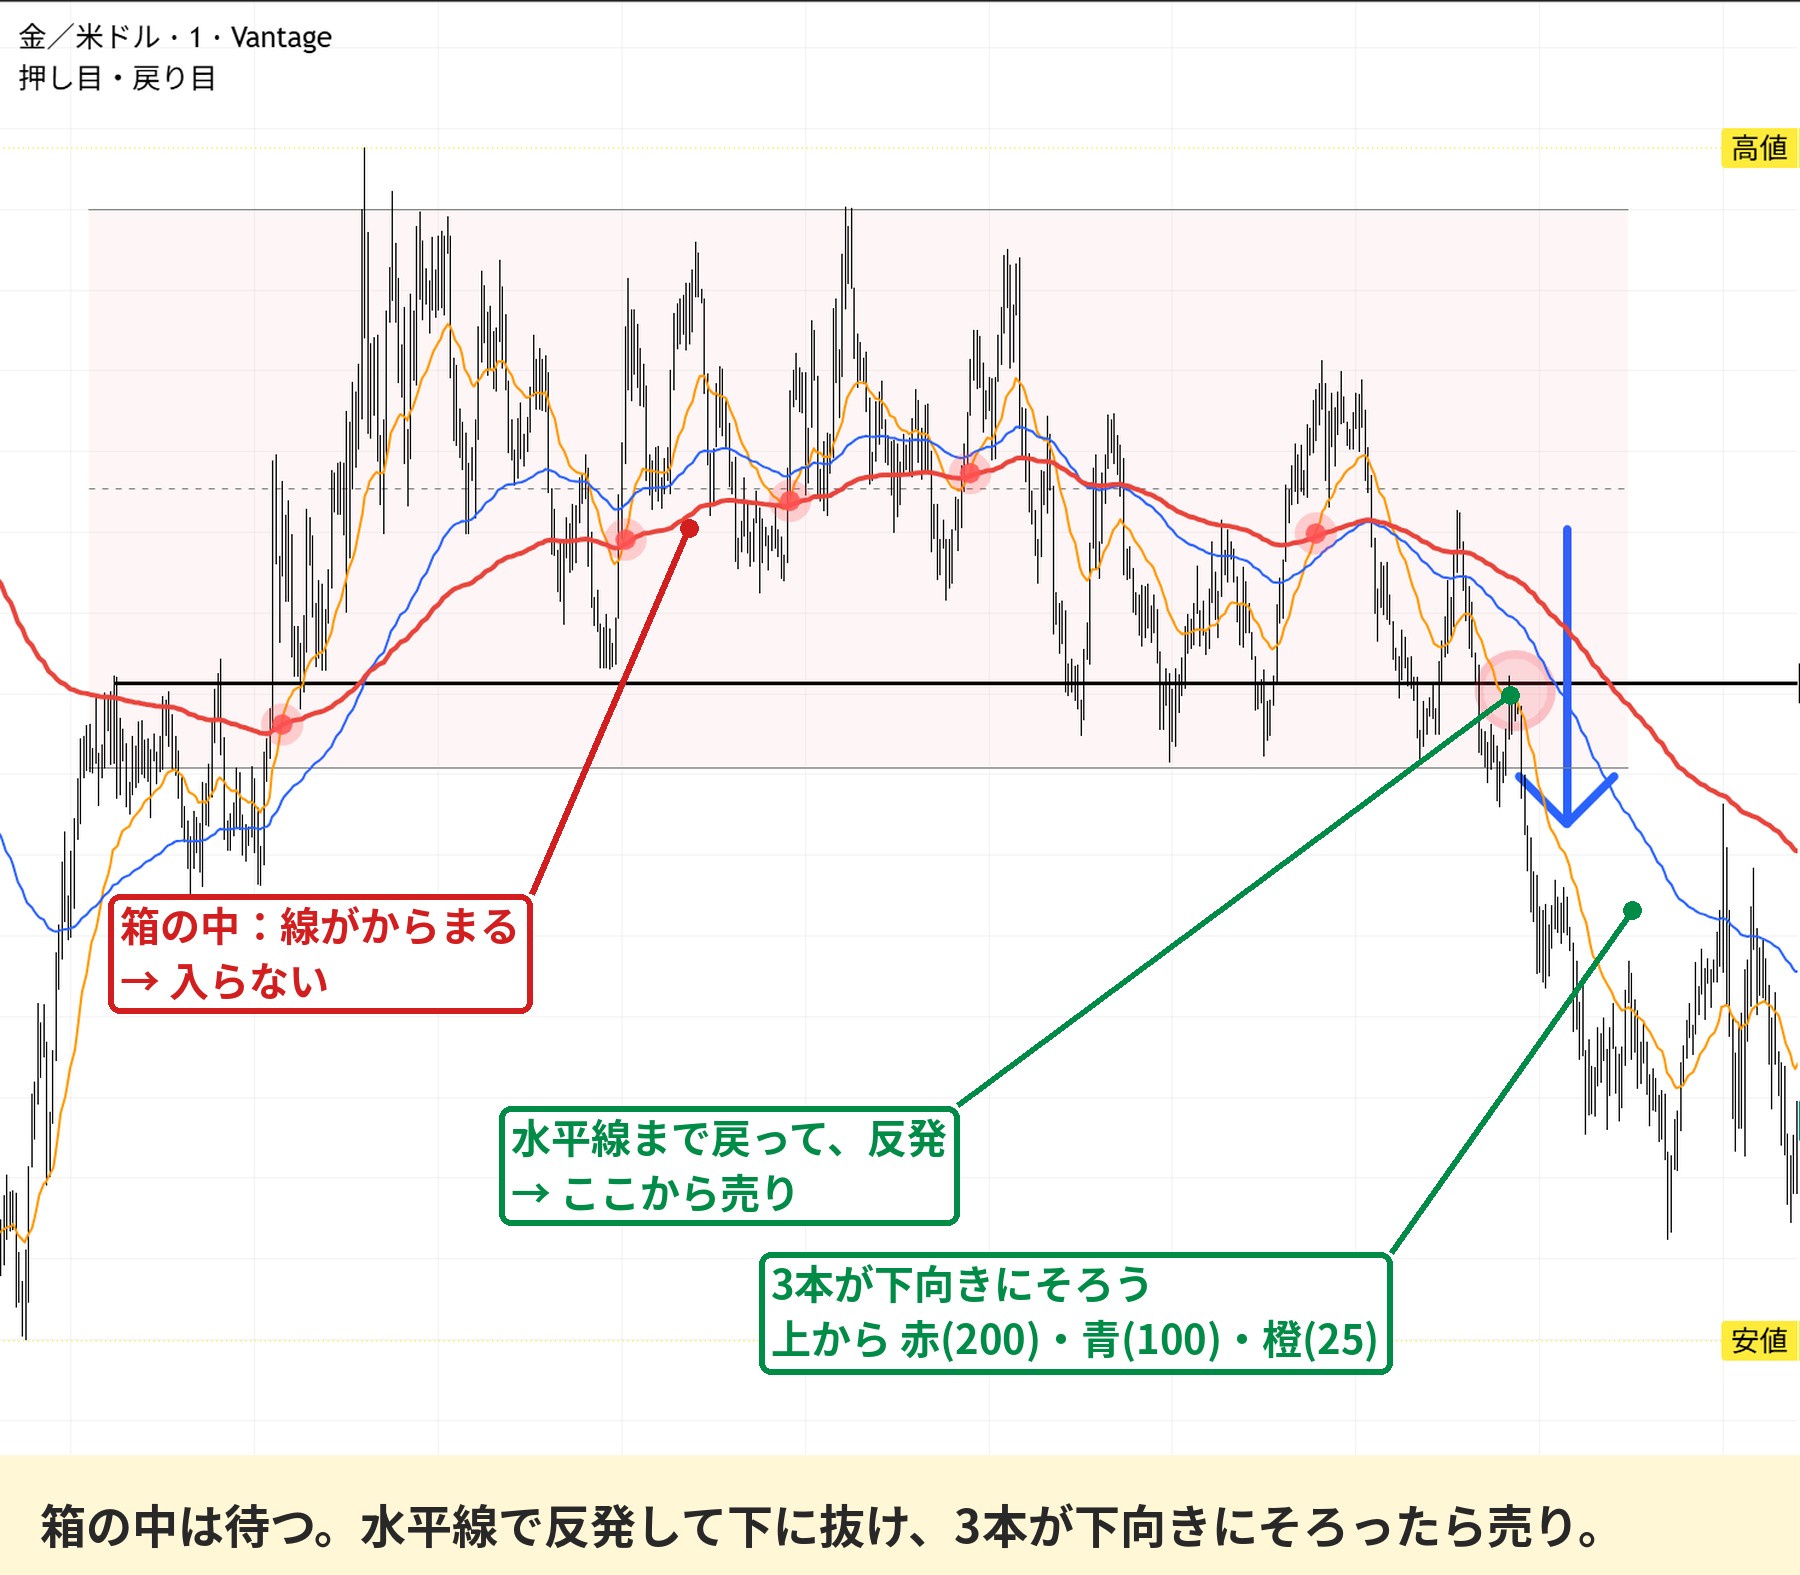 金／米ドル・1・Vantage
押し目・戻り目
高値
箱の中：線がからまる
→ 入らない
水平線まで戻って、反発
→ ここから売り
3本が下向きにそろう
上から 赤(200)・青(100)・橙(25)
安値
箱の中は待つ。水平線で反発して下に抜け、3本が下向きにそろったら売り。